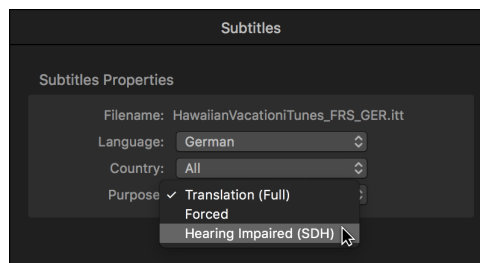 Subtitles
Subtitles Properties
Filename: HawaiianVacationiTunes_FRS_GER.itt
Language: German
Country: All
Purpose ✓ Translation (Full)
Forced
Hearing Impaired (SDH)